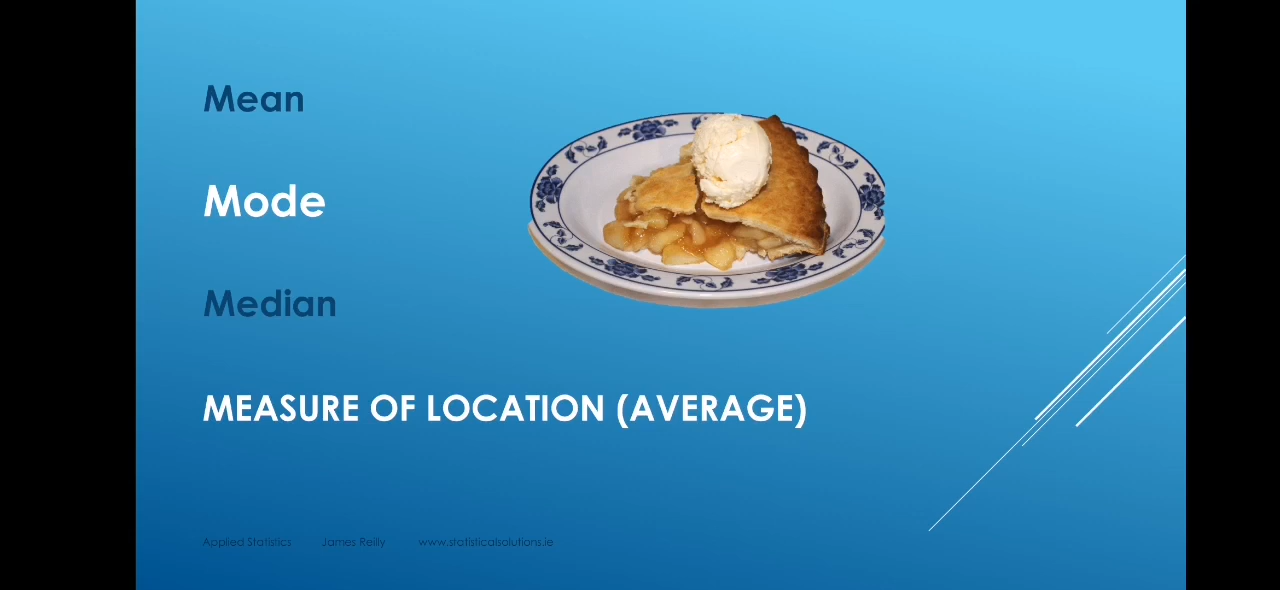 Mean
Mode
Median
MEASURE OF LOCATION (AVERAGE)
Applied Statistics James Reilly www.statisticalsolutions.ie